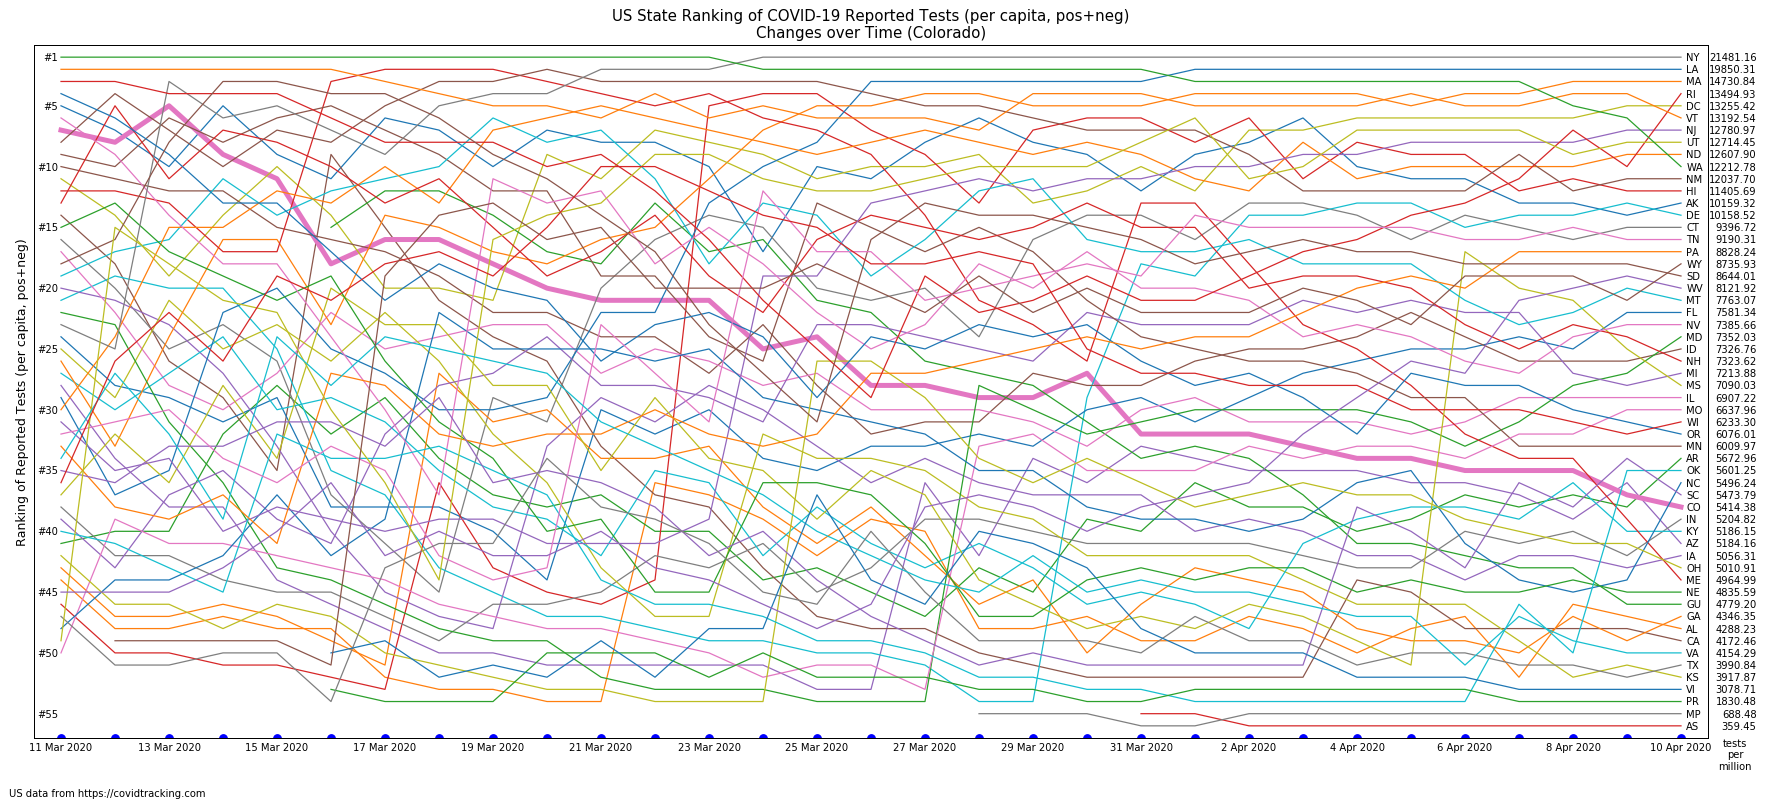 US State Ranking of COVID-19 Reported Tests (per capita, pos+neg)
Changes over Time (Colorado)
Ranking of Reported Tests (per capita, pos+neg)
#1
#5
#10
#15
#20
#25
#30
#35
#40
#45
#50
#55
NY 21481.16
LA 19850.31
MA 14730.84
RI 13494.93
DC 13255.42
VT 13192.54
NJ 12780.97
UT 12714.45
ND 12607.90
WA 12212.78
NM 12037.70
HI 11405.69
AK 10159.32
DE 10158.52
CT 9396.72
TN 9190.31
PA 8828.24
WY 8735.93
SD 8644.01
WV 8121.92
MT 7763.07
FL 7581.34
NV 7385.66
MD 7352.03
ID 7326.76
NH 7323.62
MI 7213.88
MS 7090.03
IL 6907.22
MO 6637.96
WI 6233.30
OR 6076.01
MN 6009.97
AR 5672.96
OK 5601.25
NC 5496.24
SC 5473.79
CO 5414.38
IN 5204.82
KY 5186.15
AZ 5184.16
IA 5056.31
OH 5010.91
ME 4964.99
NE 4835.59
GU 4779.20
GA 4346.35
AL 4288.23
CA 4172.46
VA 4154.29
TX 3990.84
KS 3917.87
VI 3078.71
PR 1830.48
MP 688.48
AS 359.45
11 Mar 2020 13 Mar 2020 15 Mar 2020 17 Mar 2020 19 Mar 2020 21 Mar 2020 23 Mar 2020 25 Mar 2020 27 Mar 2020 29 Mar 2020 31 Mar 2020 2 Apr 2020 4 Apr 2020 6 Apr 2020 8 Apr 2020 10 Apr 2020
tests
per
million
US data from https://covidtracking.com